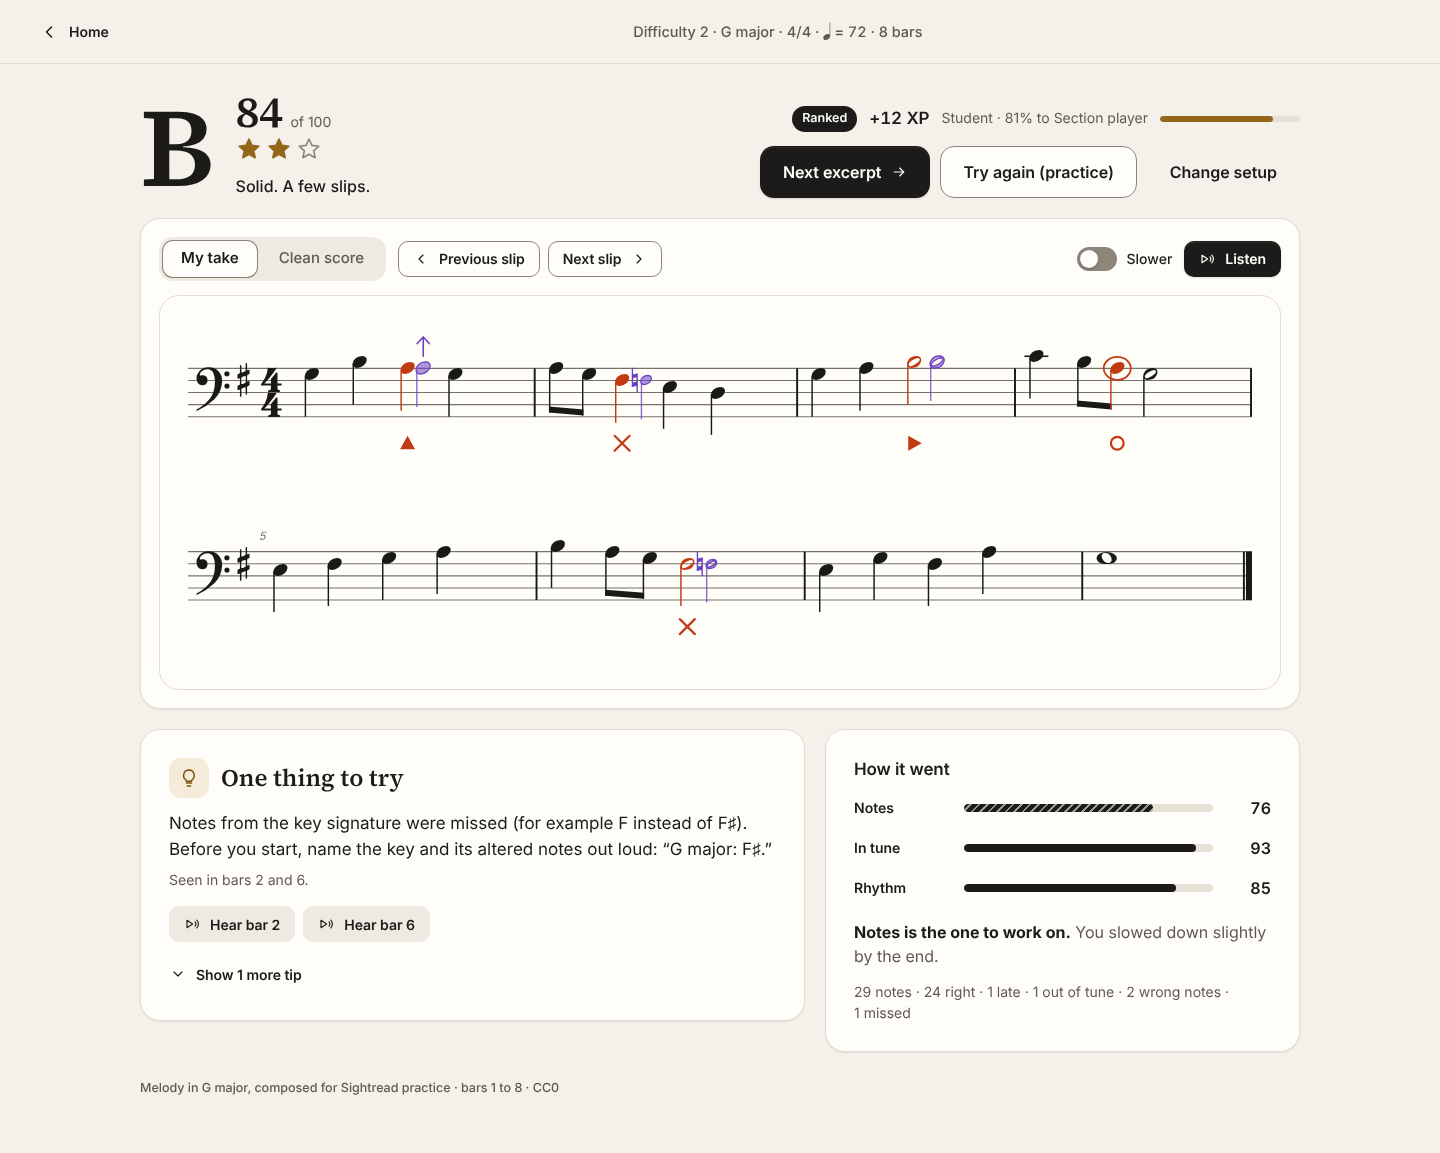 Home
Difficulty 2 · G major · 4/4 · ♩ = 72 · 8 bars
B
84 of 100
Solid. A few slips.
Ranked +12 XP Student · 81% to Section player
Next excerpt → Try again (practice) Change setup
My take Clean score Previous slip Next slip Slower Listen
4
4
5
One thing to try
Notes from the key signature were missed (for example F instead of F♯).
Before you start, name the key and its altered notes out loud: “G major: F♯.”
Seen in bars 2 and 6.
Hear bar 2 Hear bar 6
Show 1 more tip
How it went
Notes 76
In tune 93
Rhythm 85
Notes is the one to work on. You slowed down slightly
by the end.
29 notes · 24 right · 1 late · 1 out of tune · 2 wrong notes ·
1 missed
Melody in G major, composed for Sightread practice · bars 1 to 8 · CC0